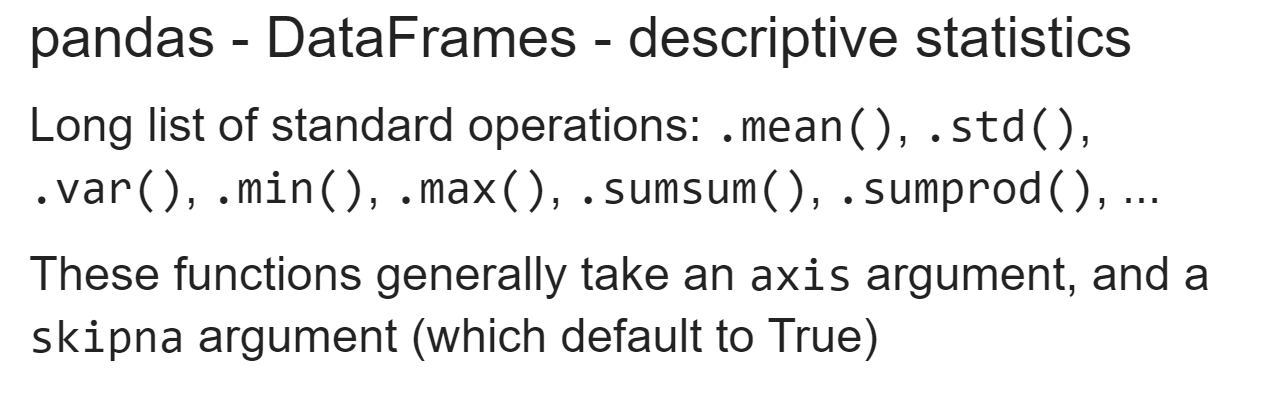 pandas - DataFrames - descriptive statistics
Long list of standard operations: .mean(), .std(),
.var(), .min(), .max(), .sumsum(), .sumprod(), ...
These functions generally take an axis argument, and a
skipna argument (which default to True)